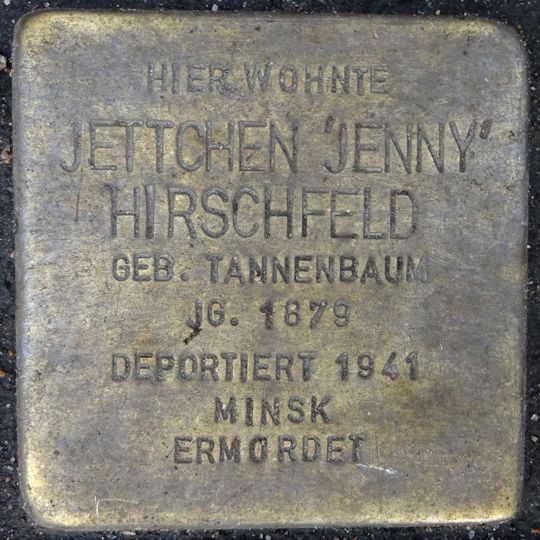 HIER WOHNTE
JETTCHEN 'JENNY'
HIRSCHFELD
GEB. TANNENBAUM
JG. 1879
DEPORTIERT 1941
MINSK
ERMORDET